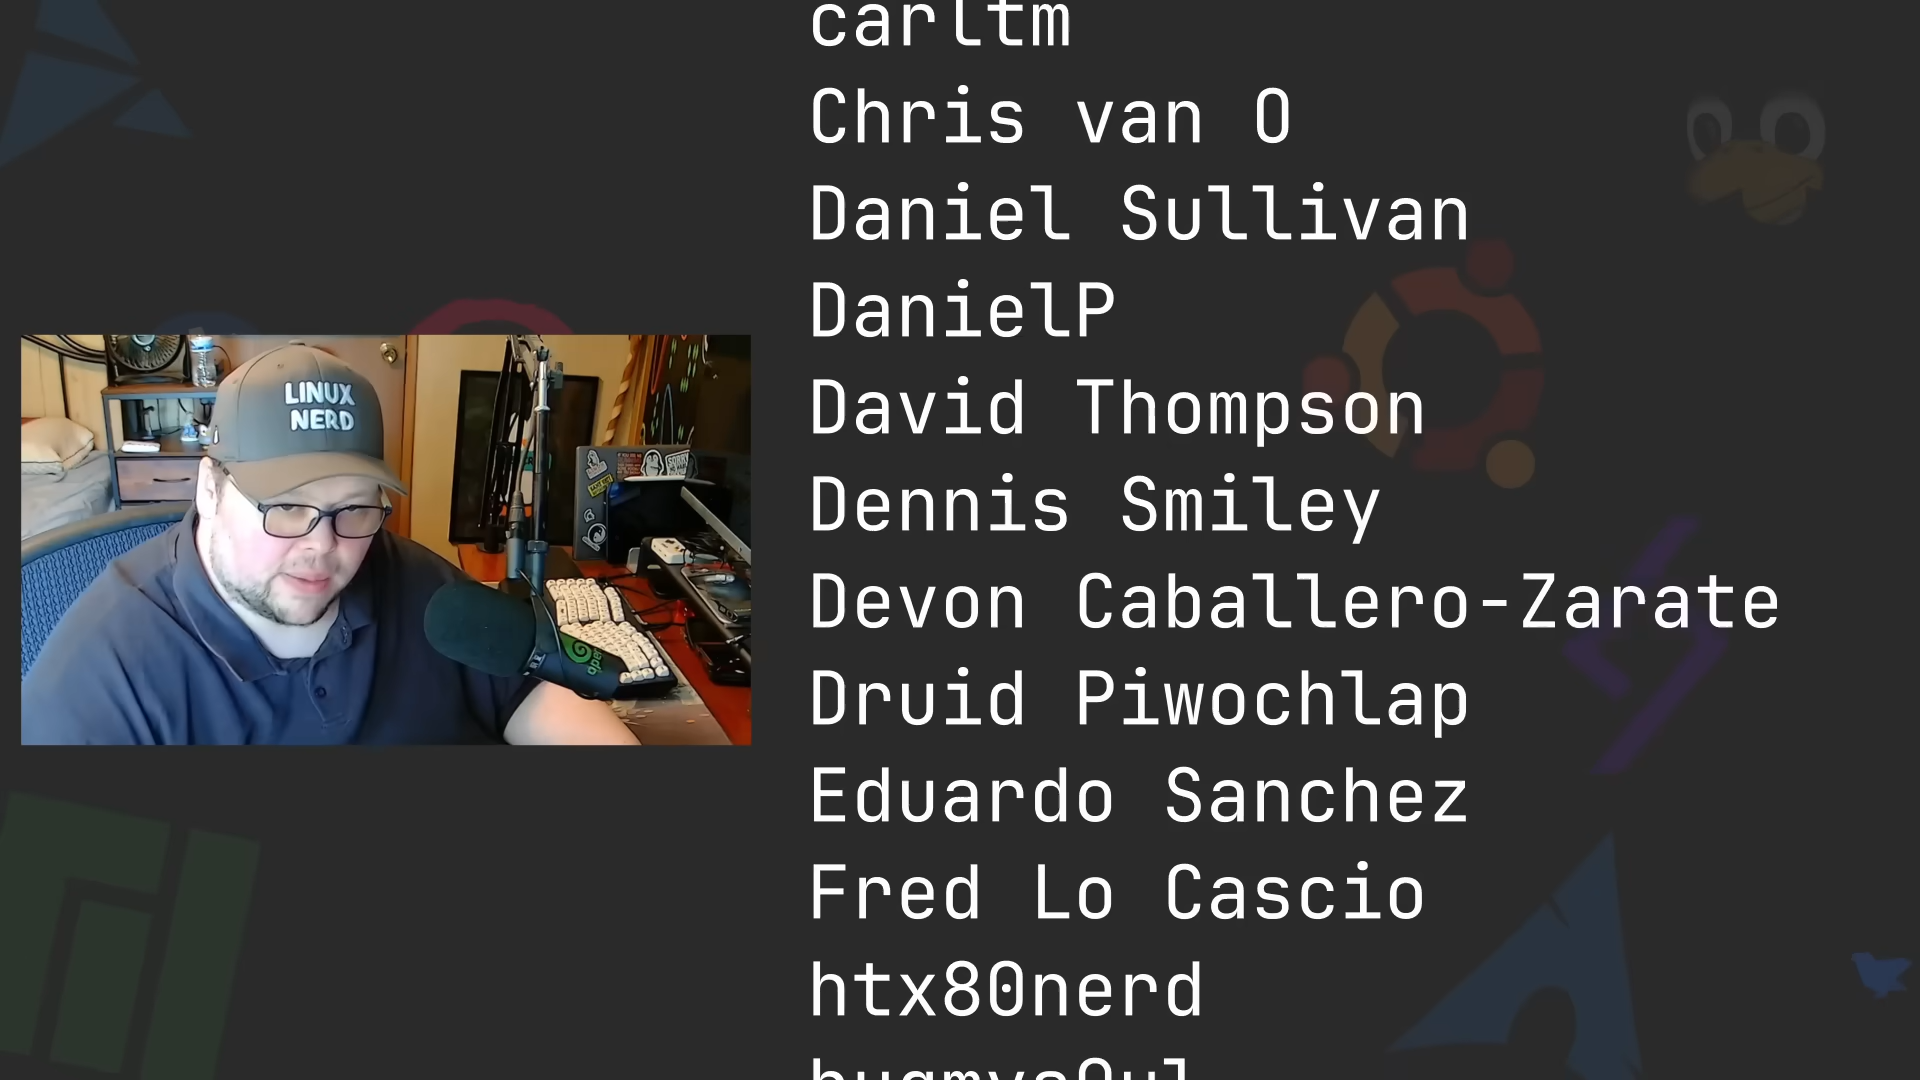 carltm
Chris van O
Daniel Sullivan
DanielP
David Thompson
Dennis Smiley
Devon Caballero-Zarate
Druid Piwochlap
Eduardo Sanchez
Fred Lo Cascio
htx80nerd
LINUX
NERD